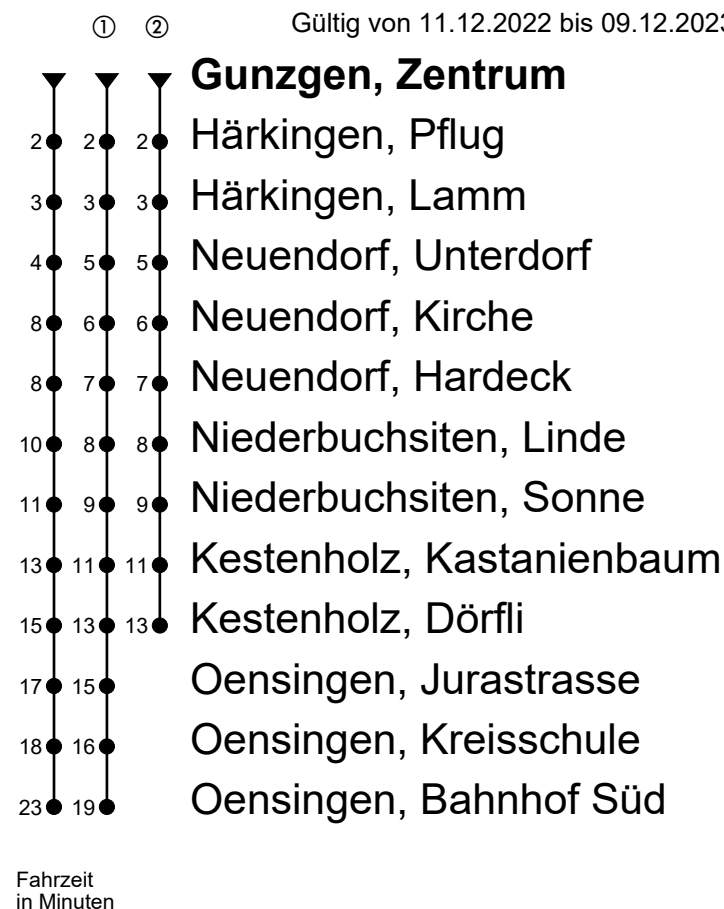 ① ② Gültig von 11.12.2022 bis 09.12.2023
Gunzgen, Zentrum
2 2 2 Härkingen, Pflug
3 3 3 Härkingen, Lamm
4 5 5 Neuendorf, Unterdorf
8 6 6 Neuendorf, Kirche
8 7 7 Neuendorf, Hardeck
10 8 8 Niederbuchsiten, Linde
11 9 9 Niederbuchsiten, Sonne
13 11 11 Kestenholz, Kastanienbaum
15 13 13 Kestenholz, Dörfli
17 15 Oensingen, Jurastrasse
18 16 Oensingen, Kreisschule
23 19 Oensingen, Bahnhof Süd
Fahrzeit
in Minuten